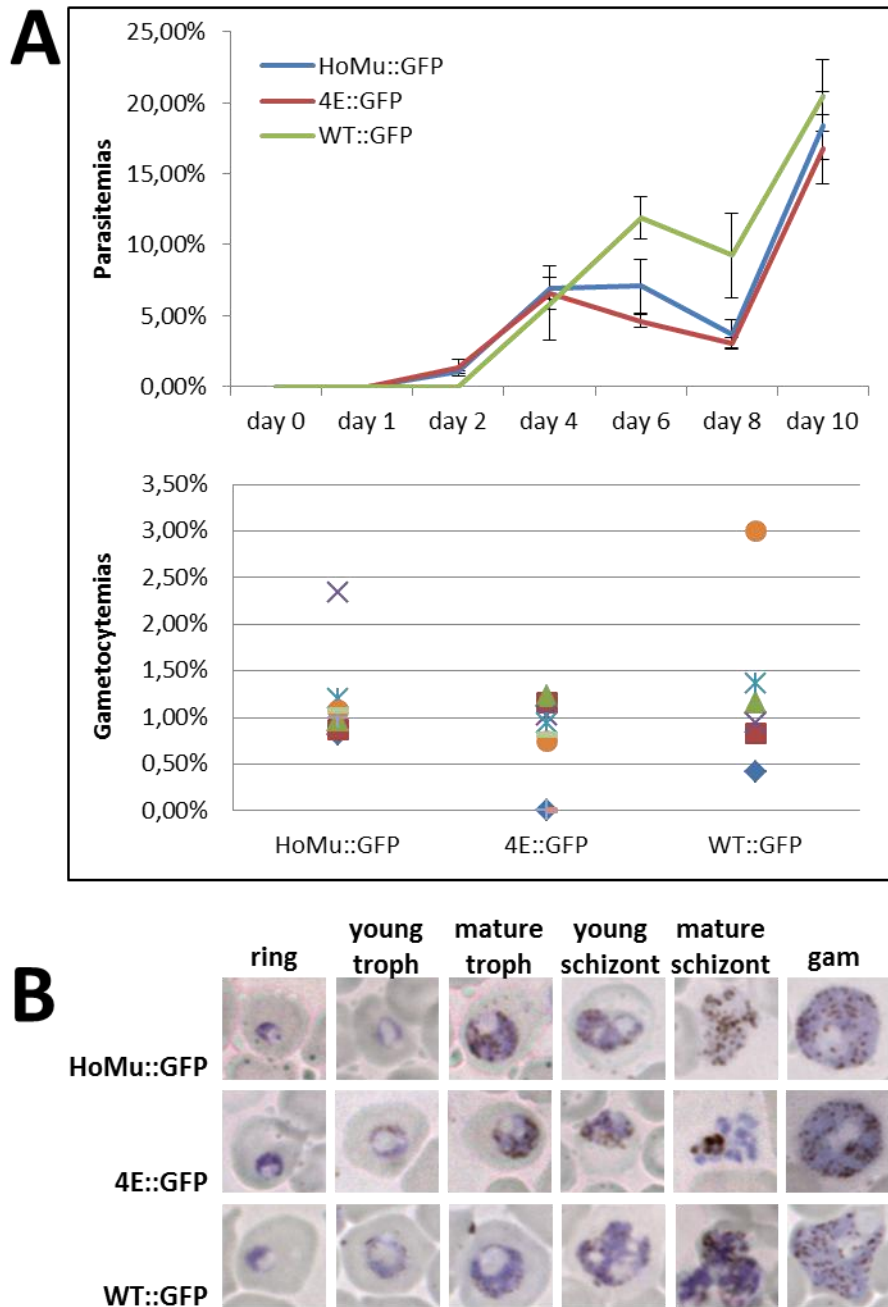 A
25,00%
20,00%
15,00%
10,00%
5,00%
0,00%
Parasitemias
HoMu::GFP
4E::GFP
WT::GFP
day 0 day 1 day 2 day 4 day 6 day 8 day 10
3,50%
3,00%
2,50%
2,00%
1,50%
1,00%
0,50%
0,00%
Gametocytemias
HoMu::GFP 4E::GFP WT::GFP
B
ring young troph mature troph young schizont mature schizont gam
HoMu::GFP
4E::GFP
WT::GFP